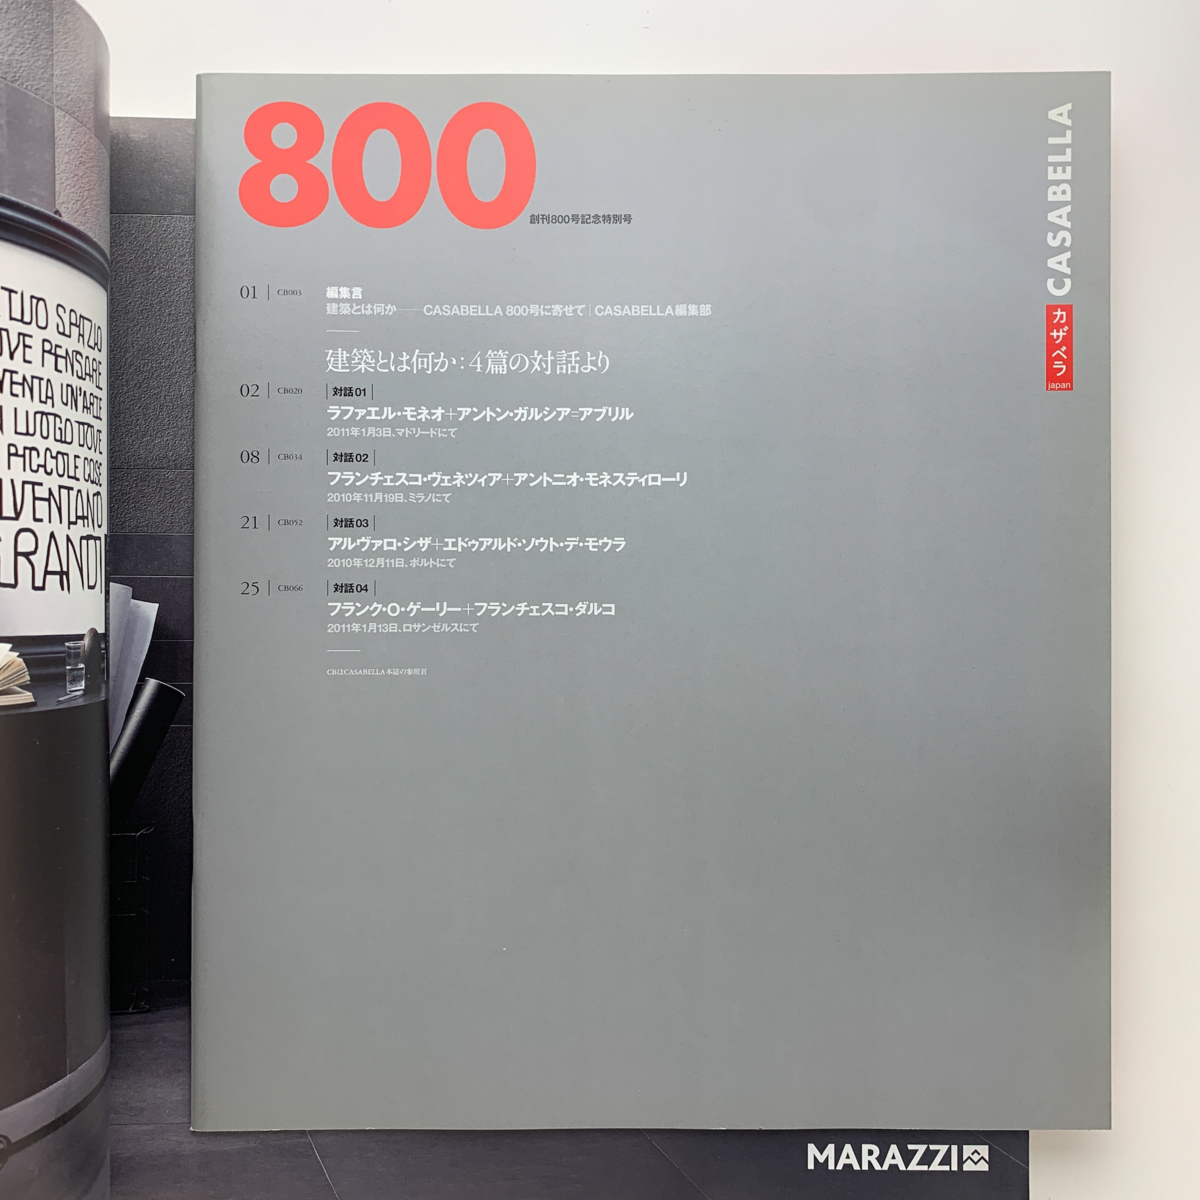 800
創刊800号記念特別号
CASABELLA
カザベラ
japan
01 | CB003 編集言
建築とは何か——CASABELLA 800号に寄せて | CASABELLA編集部
建築とは何か：4篇の対話より
02 | CB020 | 対話01 |
ラファエル・モネオ＋アントン・ガルシア＝アブリル
2011年1月3日、マドリードにて
08 | CB034 | 対話02 |
フランチェスコ・ヴェネツィア＋アントニオ・モネスティローリ
2010年11月19日、ミラノにて
21 | CB052 | 対話03 |
アルヴァロ・シザ＋エドゥアルド・ソウト・デ・モウラ
2010年12月11日、ポルトにて
25 | CB066 | 対話04 |
フランク・O・ゲーリー＋フランチェスコ・ダルコ
2011年1月13日、ロサンゼルスにて
CBはCASABELLA本誌の参照頁
TUO SPAZIO
PENSARE
UN'ARTE
LUOGO DOVE
PICCOLE COSE
MARAZZI